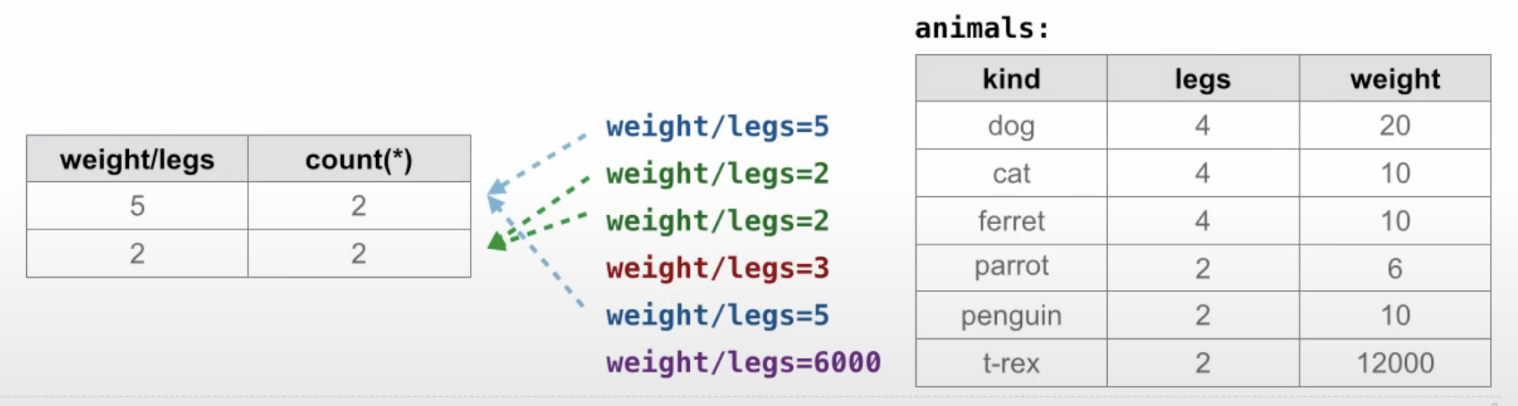 animals:
kind legs weight
dog 4 20
cat 4 10
ferret 4 10
parrot 2 6
penguin 2 10
t-rex 2 12000
weight/legs=5
weight/legs=2
weight/legs=2
weight/legs=3
weight/legs=5
weight/legs=6000
weight/legs count(*)
5 2
2 2